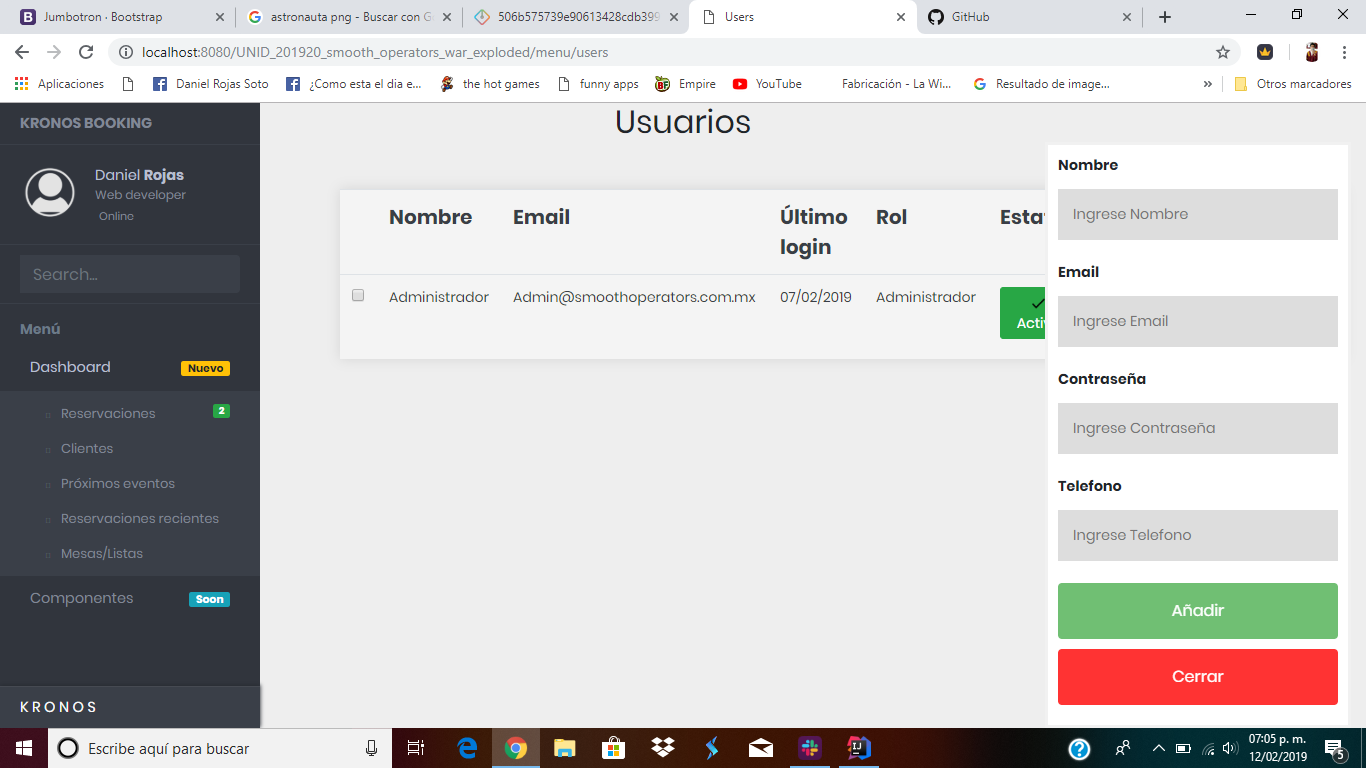 Jumbotron · Bootstrap
astronauta png - Buscar con G
506b575739e90613428cdb399
Users
GitHub
localhost:8080/UNID_201920_smooth_operators_war_exploded/menu/users
Aplicaciones
Daniel Rojas Soto
¿Como esta el dia e...
the hot games
funny apps
Empire
YouTube
Fabricación - La Wi...
Resultado de image...
»
Otros marcadores
KRONOS BOOKING
Daniel Rojas
Web developer
Online
Search...
Menú
Dashboard
Nuevo
Reservaciones
2
Clientes
Próximos eventos
Reservaciones recientes
Mesas/Listas
Componentes
Soon
KRONOS
Usuarios
Nombre Email Último login Rol Esta
Administrador Admin@smoothoperators.com.mx 07/02/2019 Administrador
Activ
Nombre
Ingrese Nombre
Email
Ingrese Email
Contraseña
Ingrese Contraseña
Telefono
Ingrese Telefono
Añadir
Cerrar
Escribe aquí para buscar
07:05 p. m.
12/02/2019
5